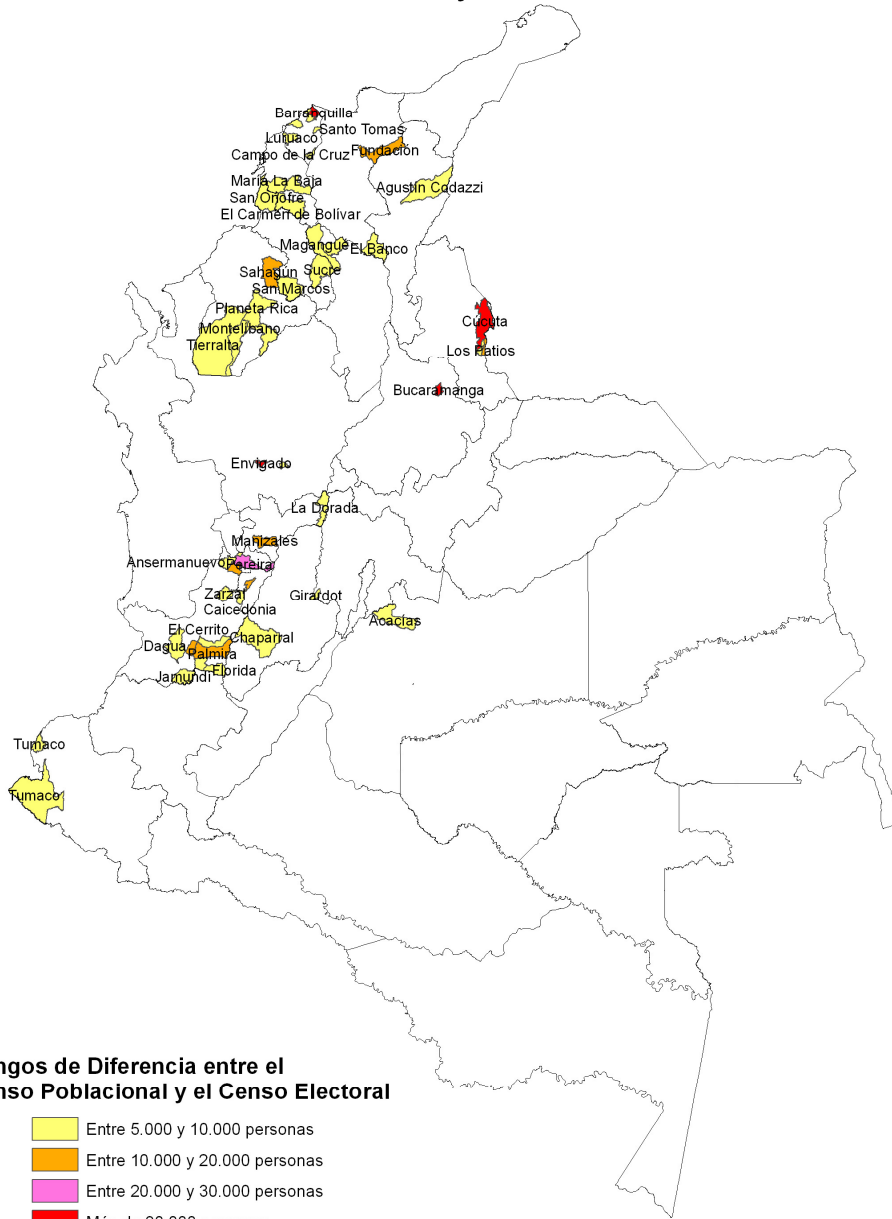 Barranquilla
Santo Tomas
Luruaco
Campo de la Cruz
Fundación
María La Baja
Agustín Codazzi
San Onofre
El Carmen de Bolívar
Magangué
El Banco
Sahagún
Sucre
San Marcos
Planeta Rica
Cúcuta
Montelíbano
Tierralta
Los Patios
Bucaramanga
Envigado
La Dorada
Manizales
Ansermanuevo
Pereira
Zarzal
Girardot
Caicedonia
Acacías
El Cerrito
Chaparral
Dagua
Palmira
Florida
Jamundí
Tumaco
Tumaco
ngos de Diferencia entre el
nso Poblacional y el Censo Electoral
Entre 5.000 y 10.000 personas
Entre 10.000 y 20.000 personas
Entre 20.000 y 30.000 personas